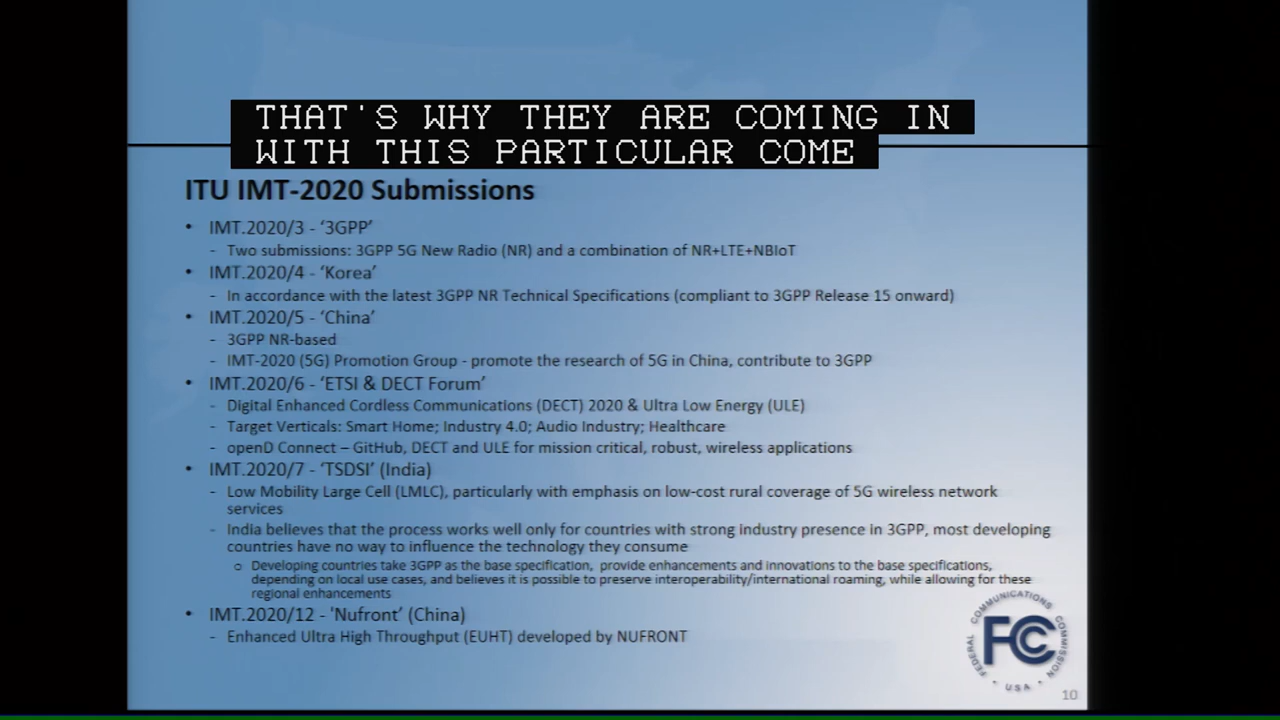 THAT'S WHY THEY ARE COMING IN
WITH THIS PARTICULAR COME
ITU IMT-2020 Submissions
• IMT.2020/3 - ‘3GPP’
- Two submissions: 3GPP 5G New Radio (NR) and a combination of NR+LTE+NBIoT
• IMT.2020/4 - ‘Korea’
- In accordance with the latest 3GPP NR Technical Specifications (compliant to 3GPP Release 15 onward)
• IMT.2020/5 - ‘China’
- 3GPP NR-based
- IMT-2020 (5G) Promotion Group - promote the research of 5G in China, contribute to 3GPP
• IMT.2020/6 - ‘ETSI & DECT Forum’
- Digital Enhanced Cordless Communications (DECT) 2020 & Ultra Low Energy (ULE)
- Target Verticals: Smart Home; Industry 4.0; Audio Industry; Healthcare
- openD Connect – GitHub, DECT and ULE for mission critical, robust, wireless applications
• IMT.2020/7 - ‘TSDSI’ (India)
- Low Mobility Large Cell (LMLC), particularly with emphasis on low-cost rural coverage of 5G wireless network
services
- India believes that the process works well only for countries with strong industry presence in 3GPP, most developing
countries have no way to influence the technology they consume
o Developing countries take 3GPP as the base specification, provide enhancements and innovations to the base specifications,
depending on local use cases, and believes it is possible to preserve interoperability/international roaming, while allowing for these
regional enhancements
• IMT.2020/12 - 'Nufront’ (China)
- Enhanced Ultra High Throughput (EUHT) developed by NUFRONT
FEDERAL COMMUNICATIONS COMMISSION
FCC
• USA •
10